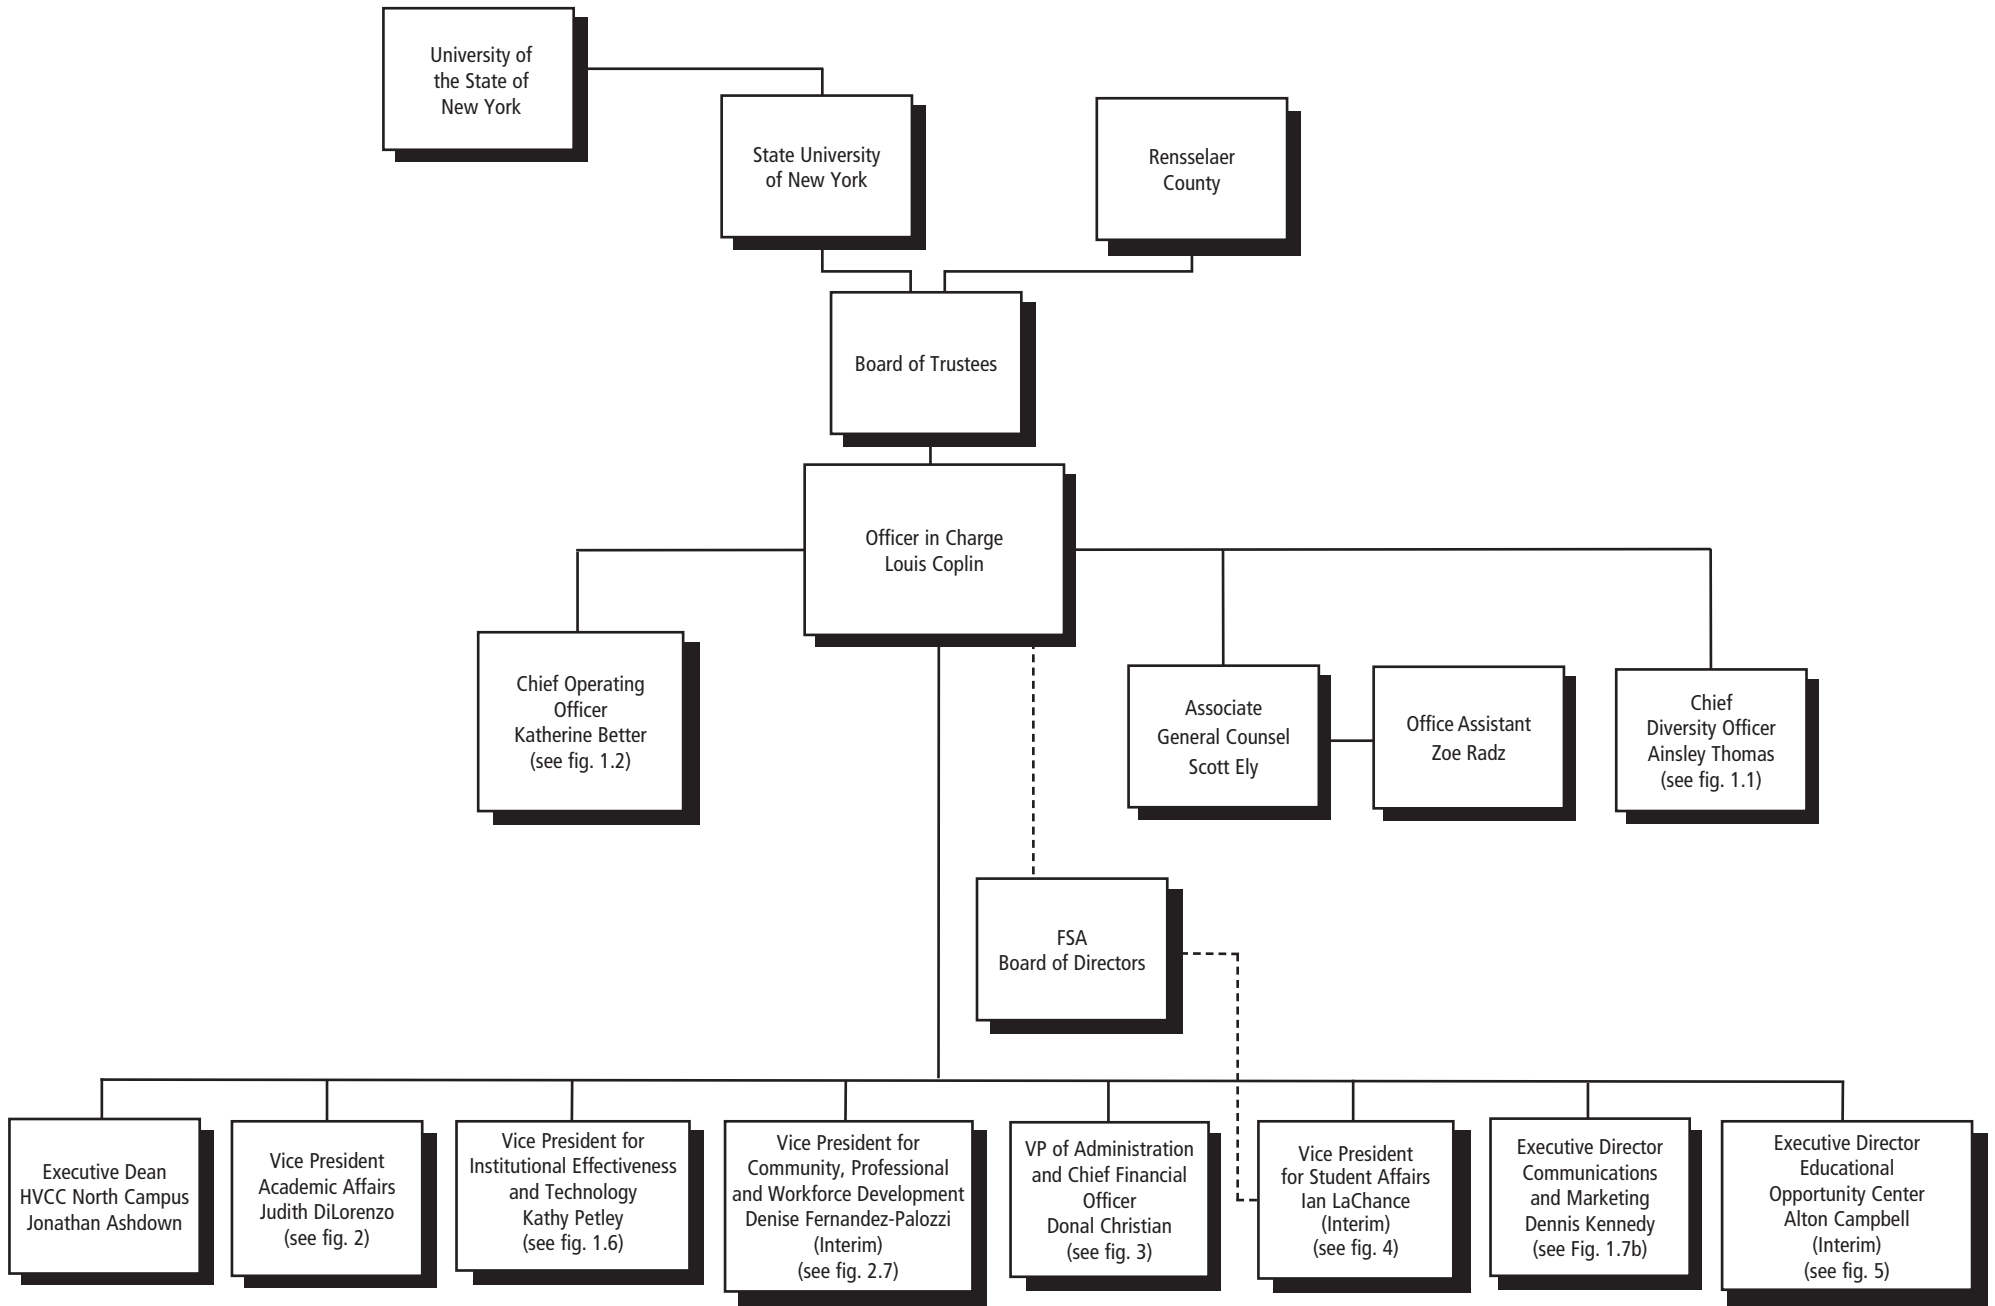 University of
the State of
New York
State University
of New York
Rensselaer
County
Board of Trustees
Officer in Charge
Louis Coplin
Chief Operating
Officer
Katherine Better
(see fig. 1.2)
Associate
General Counsel
Scott Ely
Office Assistant
Zoe Radz
Chief
Diversity Officer
Ainsley Thomas
(see fig. 1.1)
FSA
Board of Directors
Executive Dean
HVCC North Campus
Jonathan Ashdown
Vice President
Academic Affairs
Judith DiLorenzo
(see fig. 2)
Vice President for
Institutional Effectiveness
and Technology
Kathy Petley
(see fig. 1.6)
Vice President for
Community, Professional
and Workforce Development
Denise Fernandez-Palozzi
(Interim)
(see fig. 2.7)
VP of Administration
and Chief Financial
Officer
Donal Christian
(see fig. 3)
Vice President
for Student Affairs
Ian LaChance
(Interim)
(see fig. 4)
Executive Director
Communications
and Marketing
Dennis Kennedy
(see Fig. 1.7b)
Executive Director
Educational
Opportunity Center
Alton Campbell
(Interim)
(see fig. 5)